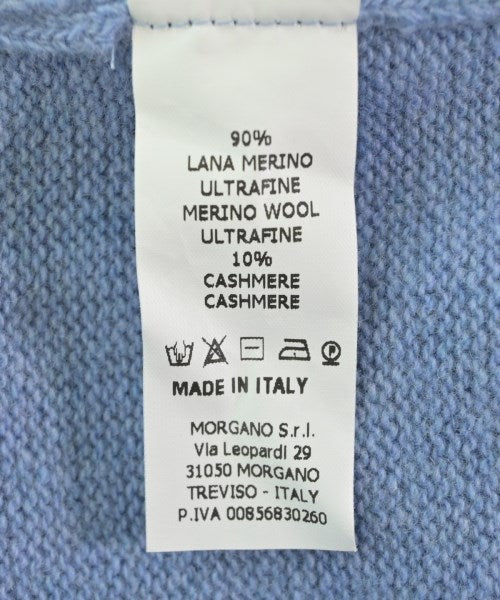 90%
LANA MERINO
ULTRAFINE
MERINO WOOL
ULTRAFINE
10%
CASHMERE
CASHMERE
MADE IN ITALY
MORGANO S.r.l.
Via Leopardi 29
31050 MORGANO
TREVISO - ITALY
P.IVA 00856830260